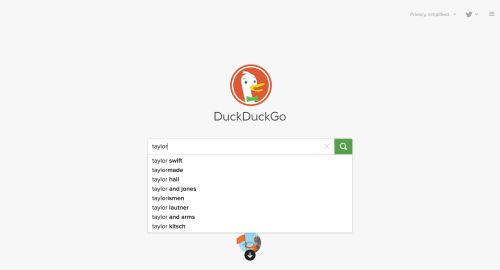 Privacy, simplified.
DuckDuckGo
taylor
taylor swift
taylormade
taylor hall
taylor and jones
taylorismen
taylor lautner
taylor and arms
taylor kitsch